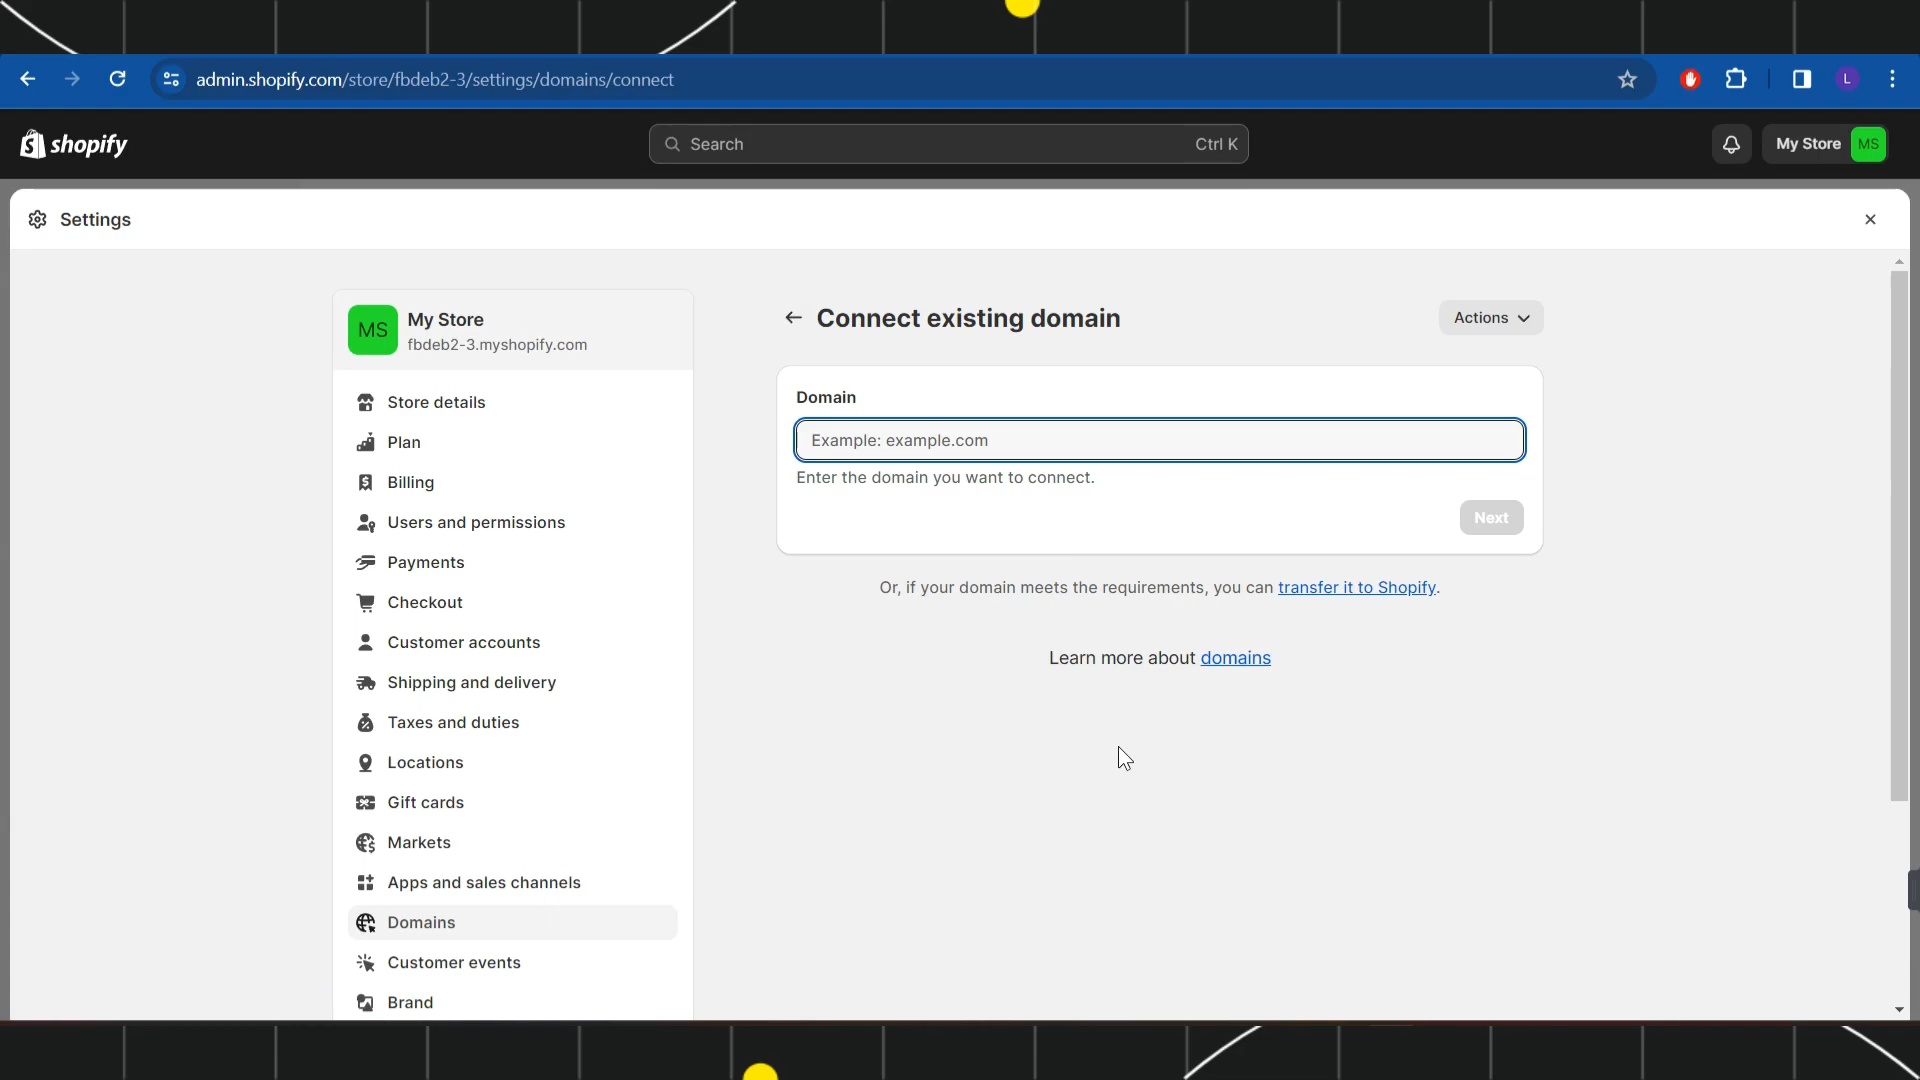 admin.shopify.com/store/fbdeb2-3/settings/domains/connect
L
shopify
Search
Ctrl K
My Store
MS
Settings
MS
My Store
fbdeb2-3.myshopify.com
Store details
Plan
Billing
Users and permissions
Payments
Checkout
Customer accounts
Shipping and delivery
Taxes and duties
Locations
Gift cards
Markets
Apps and sales channels
Domains
Customer events
Brand
Connect existing domain
Actions
Domain
Example: example.com
Enter the domain you want to connect.
Next
Or, if your domain meets the requirements, you can transfer it to Shopify.
Learn more about domains